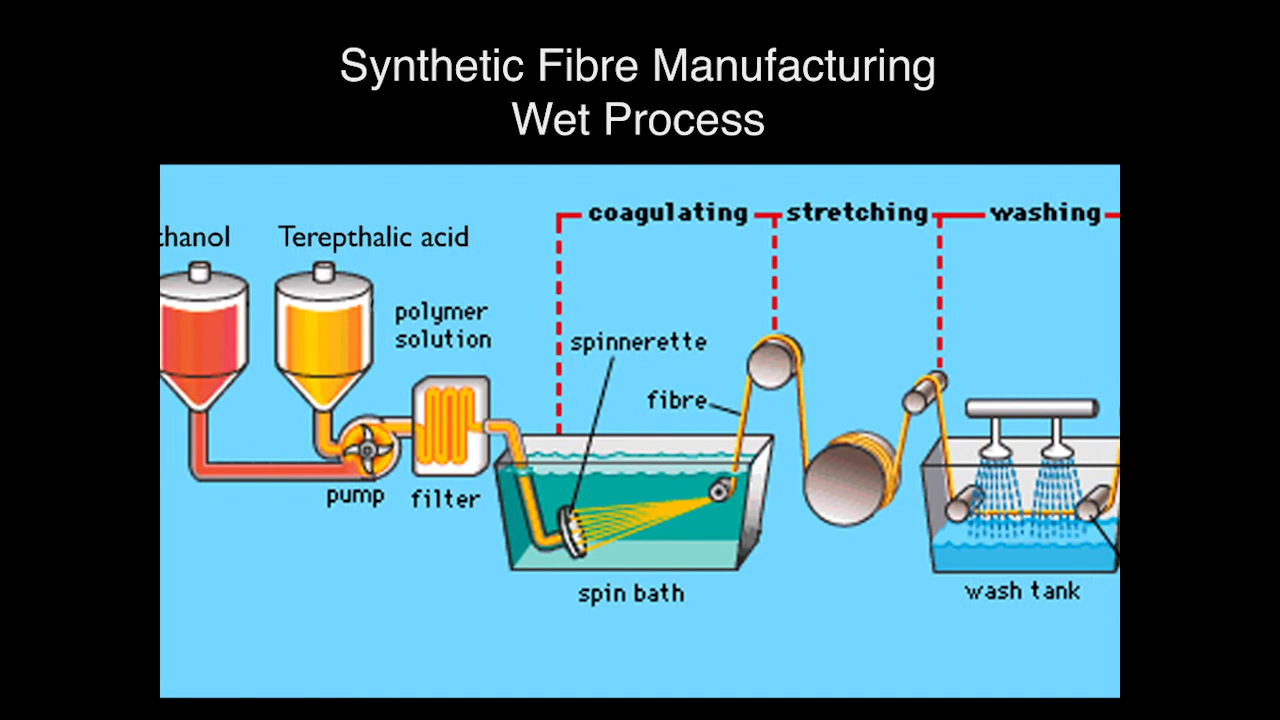 Synthetic Fibre Manufacturing
Wet Process
coagulating
stretching
washing
thanol
Terepthalic acid
polymer
solution
spinnerette
fibre
pump
filter
spin bath
wash tank